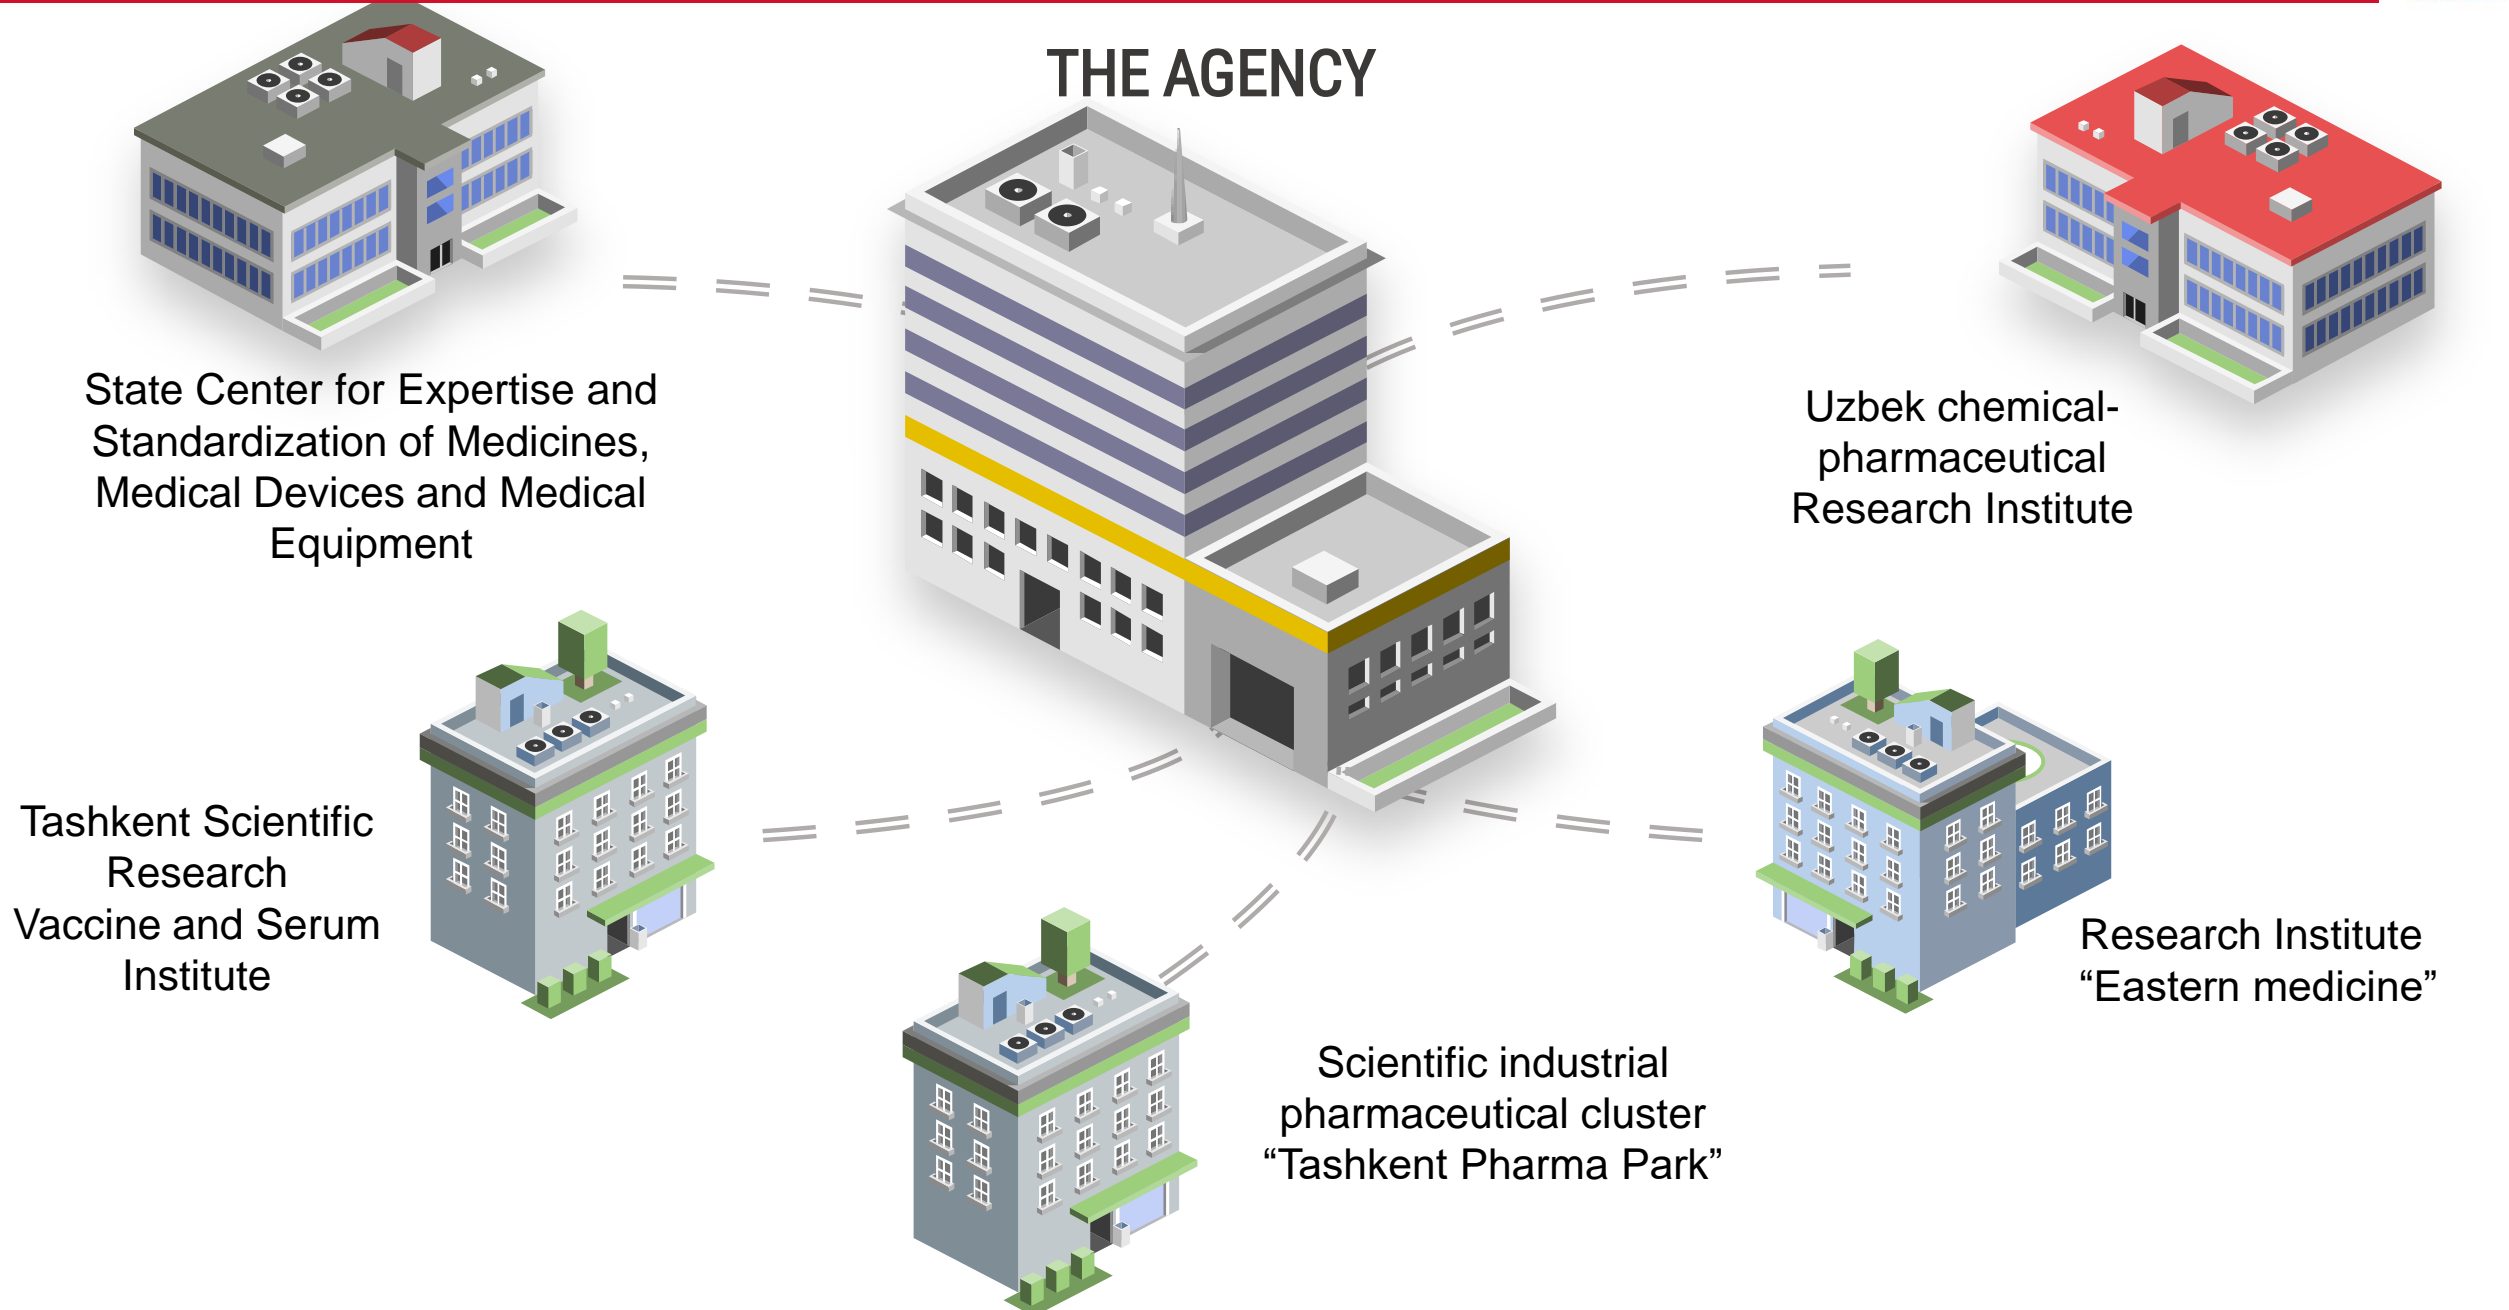 THE AGENCY
State Center for Expertise and
Standardization of Medicines,
Medical Devices and Medical
Equipment
Uzbek chemical-
pharmaceutical
Research Institute
Tashkent Scientific
Research
Vaccine and Serum
Institute
Research Institute
“Eastern medicine”
Scientific industrial
pharmaceutical cluster
“Tashkent Pharma Park”